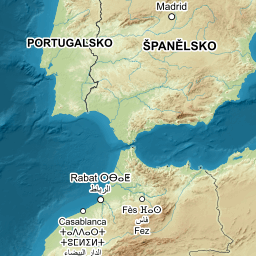 Madrid
PORTUGALSKO
ŠPANĚLSKO
Rabat ⵔⴱⴰⵟ
الرباط
Fès ⴼⴰⵙ
فاس
Fez
Casablanca
ⵜⴰⴷⴷⴰⵔⵜ
ⵜⵓⵎⵍⵉⵍⵜ
الدار البيضاء